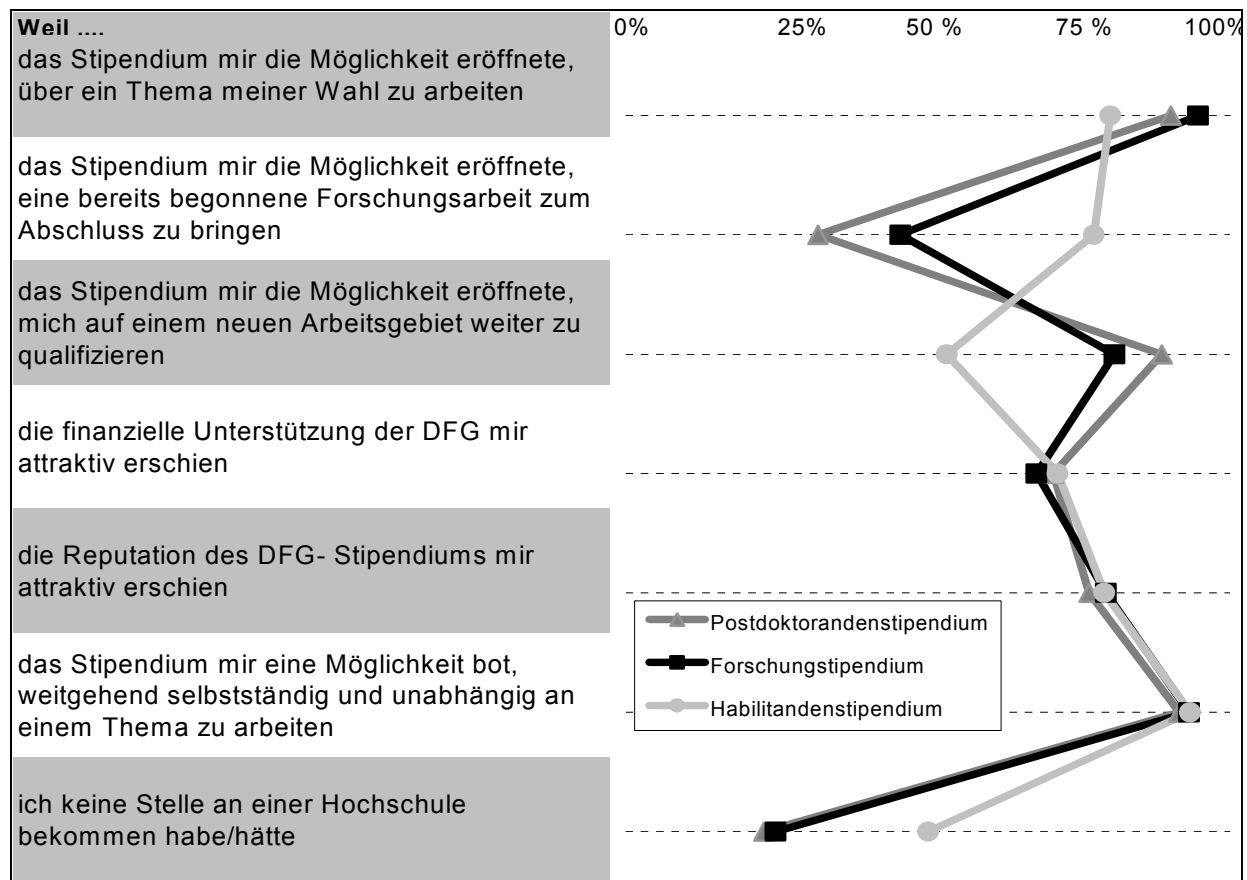 Weil ....
0% 25% 50 % 75 % 100%
das Stipendium mir die Möglichkeit eröffnete,
über ein Thema meiner Wahl zu arbeiten
das Stipendium mir die Möglichkeit eröffnete,
eine bereits begonnene Forschungsarbeit zum
Abschluss zu bringen
das Stipendium mir die Möglichkeit eröffnete,
mich auf einem neuen Arbeitsgebiet weiter zu
qualifizieren
die finanzielle Unterstützung der DFG mir
attraktiv erschien
die Reputation des DFG- Stipendiums mir
attraktiv erschien
das Stipendium mir eine Möglichkeit bot,
weitgehend selbstständig und unabhängig an
einem Thema zu arbeiten
ich keine Stelle an einer Hochschule
bekommen habe/hätte
Postdoktorandenstipendium
Forschungstipendium
Habilitandenstipendium